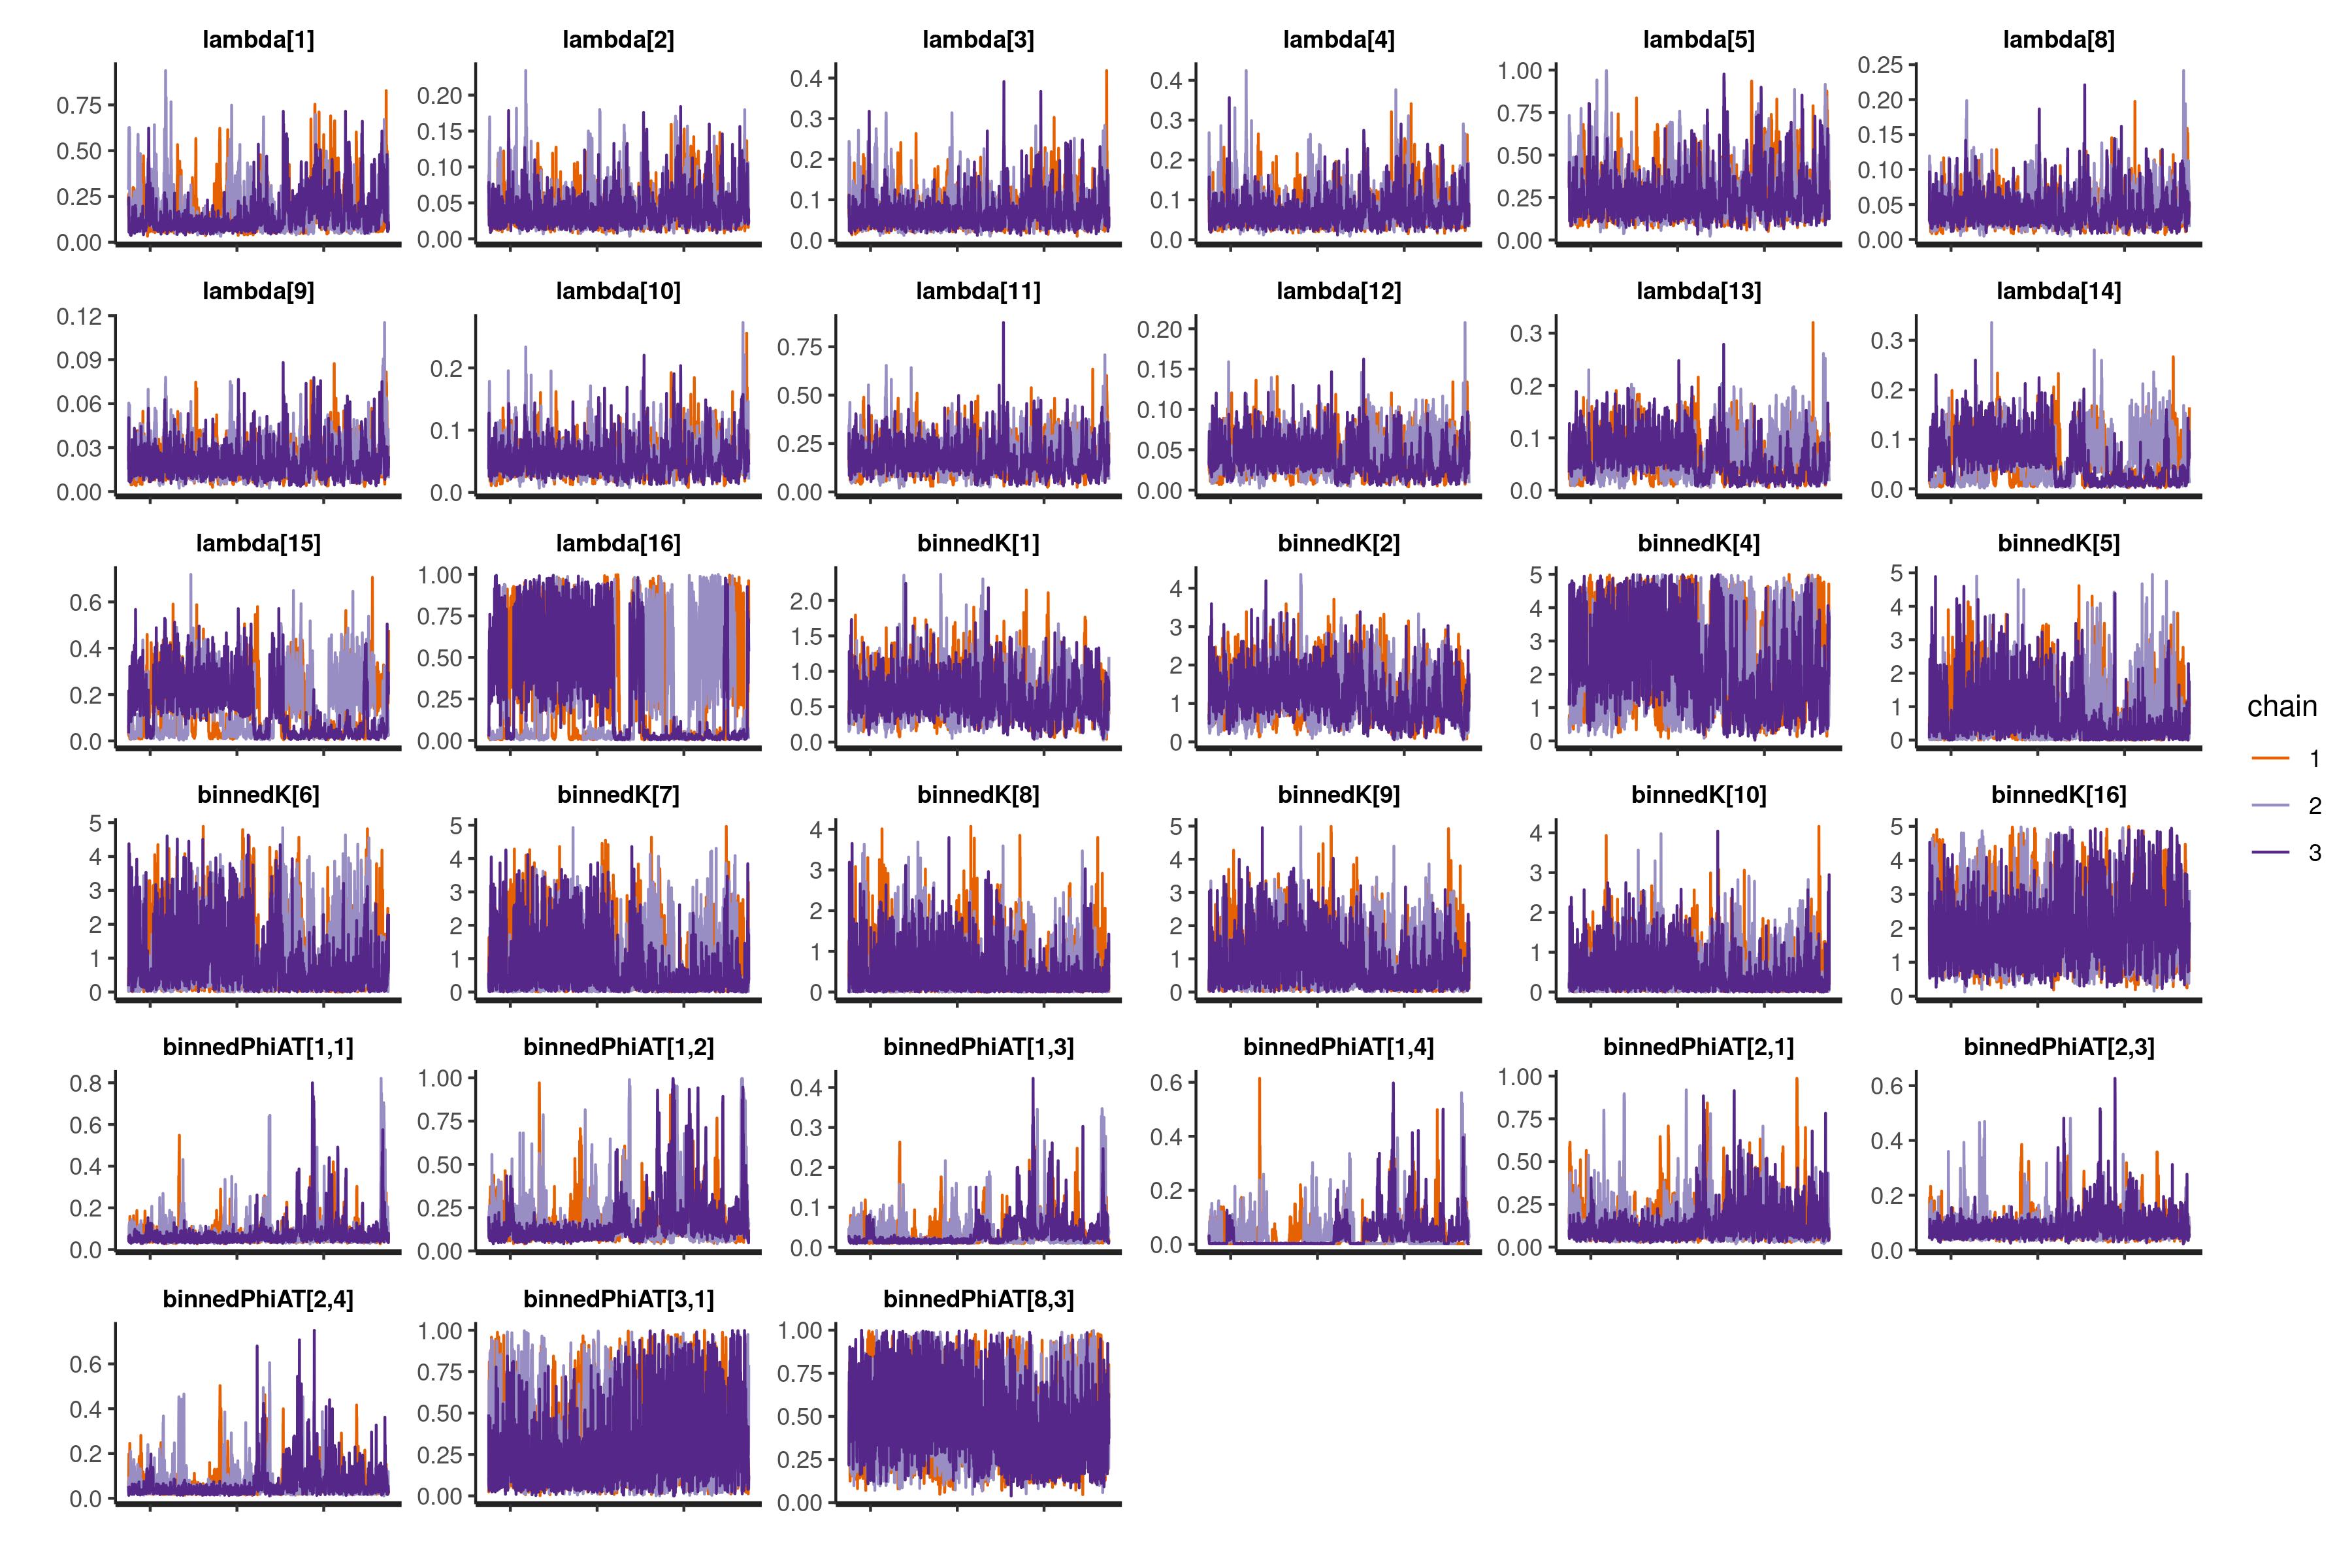 lambda[1] lambda[2] lambda[3] lambda[4] lambda[5] lambda[8]
0.75 0.50 0.25 0.00
0.20 0.15 0.10 0.05 0.00
0.4 0.3 0.2 0.1 0.0
0.4 0.3 0.2 0.1 0.0
1.00 0.75 0.50 0.25 0.00
0.25 0.20 0.15 0.10 0.05 0.00
lambda[9] lambda[10] lambda[11] lambda[12] lambda[13] lambda[14]
0.12 0.09 0.06 0.03 0.00
0.2 0.1 0.0
0.75 0.50 0.25 0.00
0.20 0.15 0.10 0.05 0.00
0.3 0.2 0.1 0.0
0.3 0.2 0.1 0.0
lambda[15] lambda[16] binnedK[1] binnedK[2] binnedK[4] binnedK[5]
0.6 0.4 0.2 0.0
1.00 0.75 0.50 0.25 0.00
2.0 1.5 1.0 0.5 0.0
4 3 2 1 0
5 4 3 2 1 0
5 4 3 2 1 0
chain
1
2
3
binnedK[6] binnedK[7] binnedK[8] binnedK[9] binnedK[10] binnedK[16]
5 4 3 2 1 0
5 4 3 2 1 0
4 3 2 1 0
5 4 3 2 1 0
4 3 2 1 0
5 4 3 2 1 0
binnedPhiAT[1,1] binnedPhiAT[1,2] binnedPhiAT[1,3] binnedPhiAT[1,4] binnedPhiAT[2,1] binnedPhiAT[2,3]
0.8 0.6 0.4 0.2 0.0
1.00 0.75 0.50 0.25 0.00
0.4 0.3 0.2 0.1 0.0
0.6 0.4 0.2 0.0
1.00 0.75 0.50 0.25 0.00
0.6 0.4 0.2 0.0
binnedPhiAT[2,4] binnedPhiAT[3,1] binnedPhiAT[8,3]
0.6 0.4 0.2 0.0
1.00 0.75 0.50 0.25 0.00
1.00 0.75 0.50 0.25 0.00